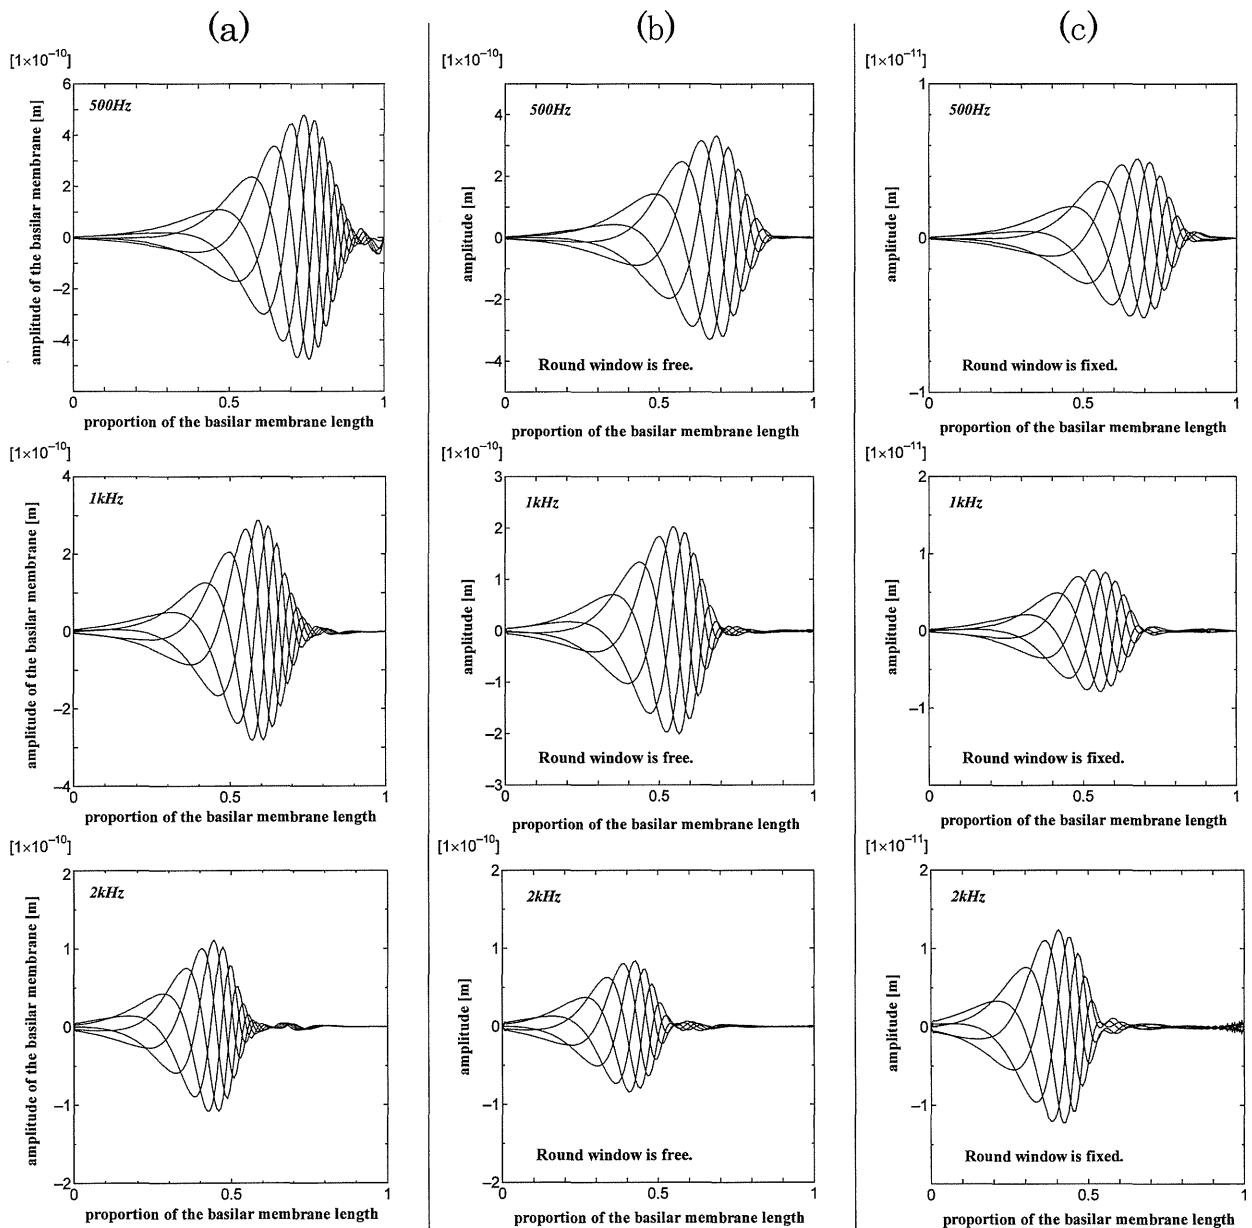 (a)
[1×10⁻¹⁰]
6
4
2
0
−2
−4
amplitude of the basilar membrane [m]
500Hz
0
0.5
1
proportion of the basilar membrane length
[1×10⁻¹⁰]
4
2
0
−2
−4
amplitude of the basilar membrane [m]
1kHz
0
0.5
1
proportion of the basilar membrane length
[1×10⁻¹⁰]
2
1
0
−1
−2
amplitude of the basilar membrane [m]
2kHz
0
0.5
1
proportion of the basilar membrane length
(b)
[1×10⁻¹⁰]
4
2
0
−2
−4
amplitude [m]
500Hz
Round window is free.
0
0.5
1
proportion of the basilar membrane length
[1×10⁻¹⁰]
3
2
1
0
−1
−2
−3
amplitude [m]
1kHz
Round window is free.
0
0.5
1
proportion of the basilar membrane length
[1×10⁻¹⁰]
2
1
0
−1
−2
amplitude [m]
2kHz
Round window is free.
0
0.5
1
proportion of the basilar membrane length
(c)
[1×10⁻¹¹]
1
0
−1
amplitude [m]
500Hz
Round window is fixed.
0
0.5
1
proportion of the basilar membrane length
[1×10⁻¹¹]
2
1
0
−1
amplitude [m]
1kHz
Round window is fixed.
0
0.5
1
proportion of the basilar membrane length
[1×10⁻¹¹]
2
1
0
−1
amplitude [m]
2kHz
Round window is fixed.
0
0.5
1
proportion of the basilar membrane length